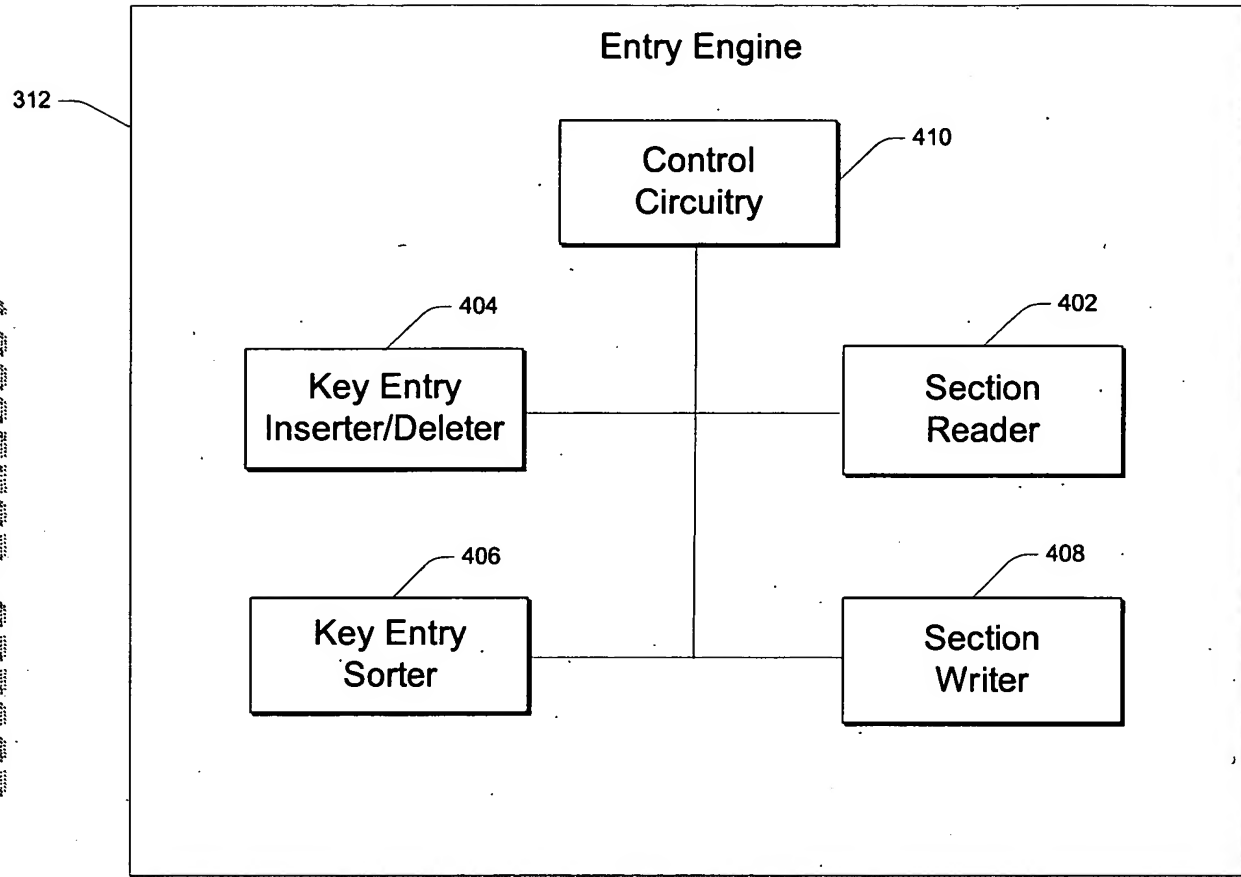 Entry Engine
312
410
Control
Circuitry
404
402
Key Entry
Inserter/Deleter
Section
Reader
406
408
Key Entry
Sorter
Section
Writer